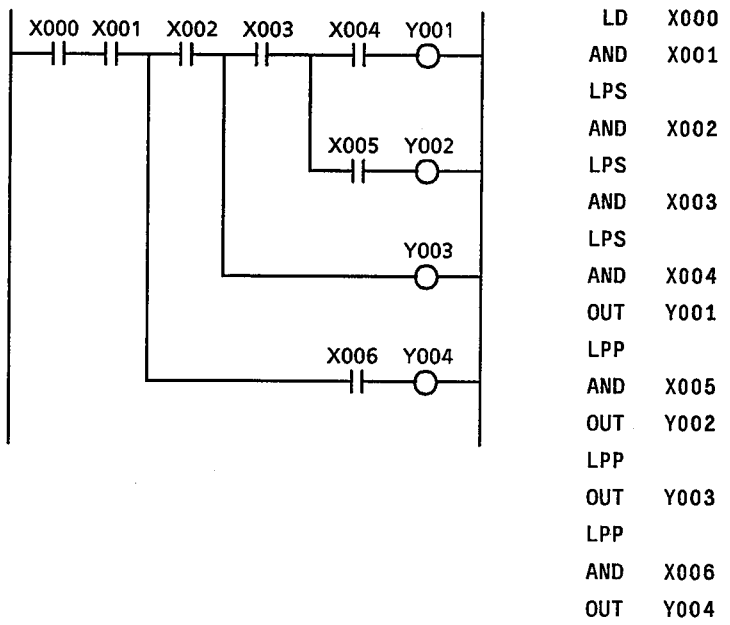 X000 X001 X002 X003 X004 Y001
X005 Y002
Y003
X006 Y004
LD X000
AND X001
LPS
AND X002
LPS
AND X003
LPS
AND X004
OUT Y001
LPP
AND X005
OUT Y002
LPP
OUT Y003
LPP
AND X006
OUT Y004